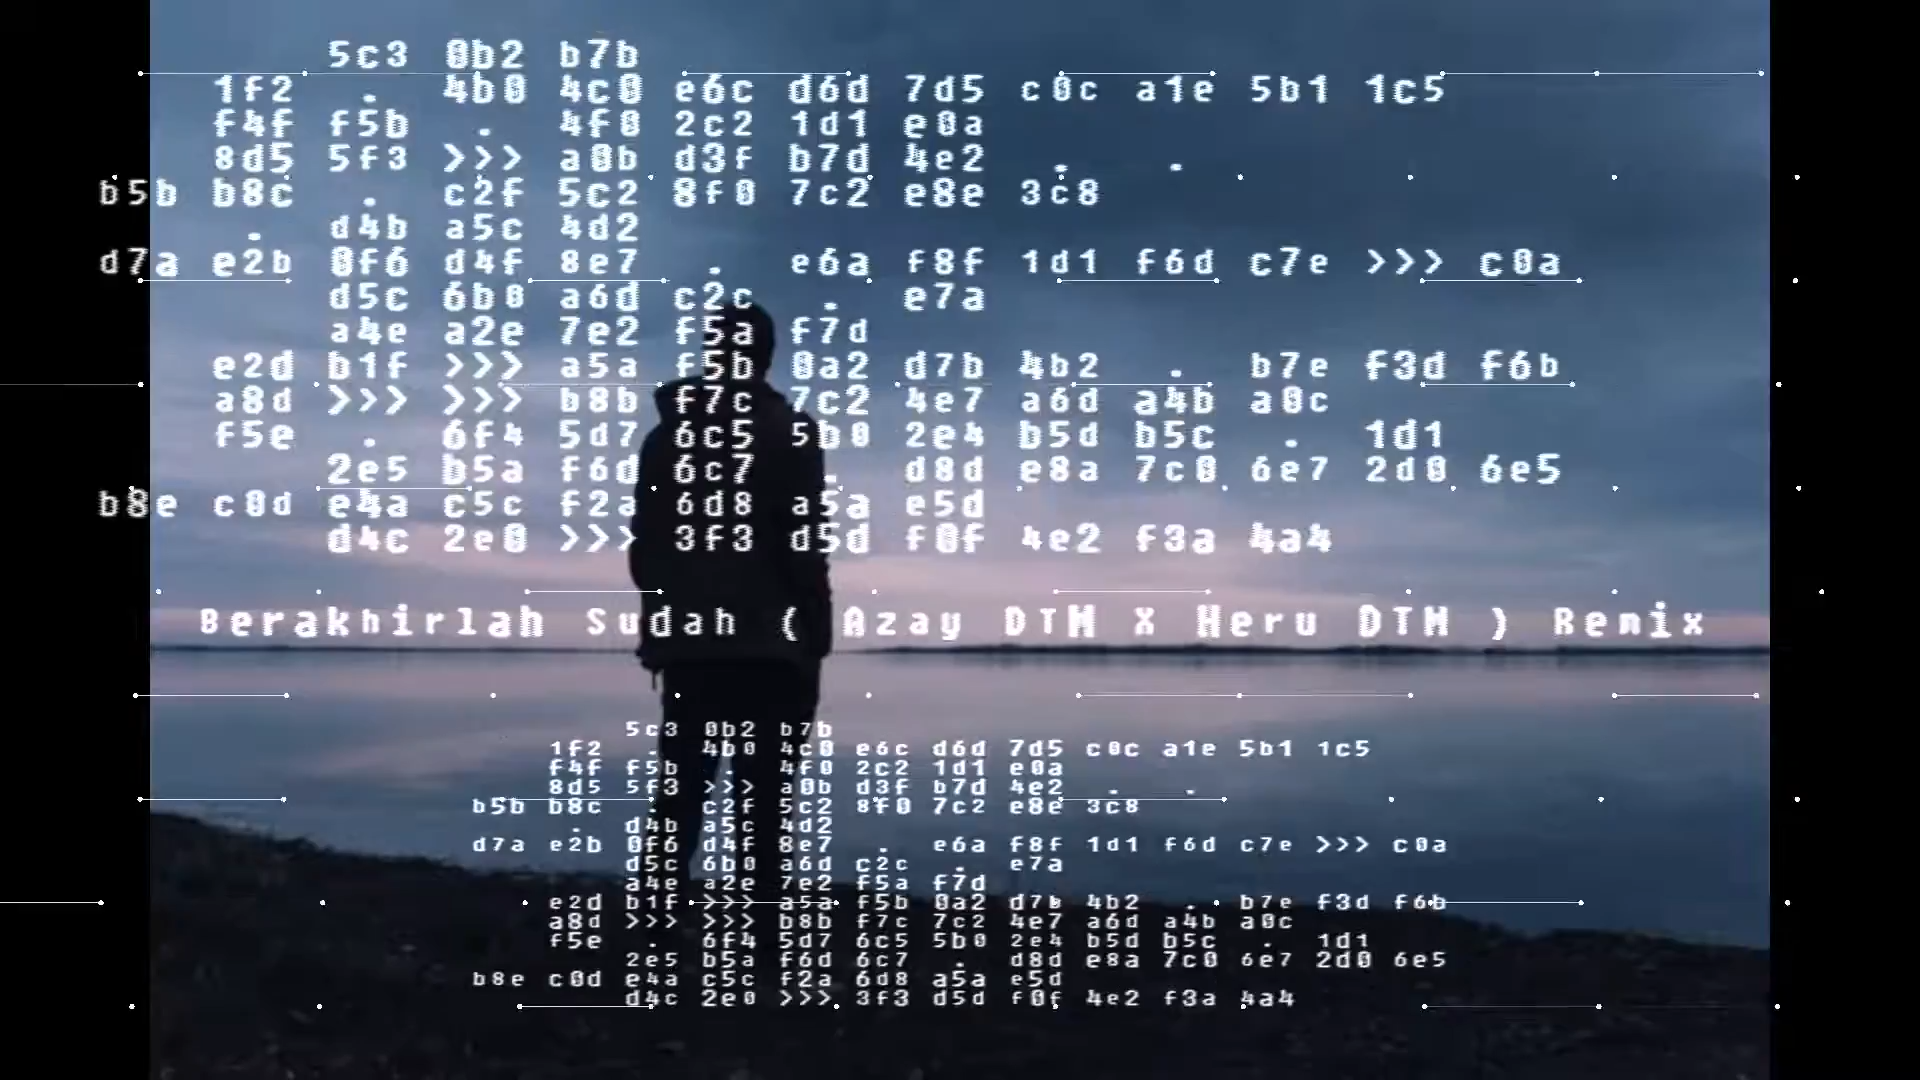 5c3 0b2 b7b
1f2 . 4b0 4c0 e6c d6d 7d5 c0c a1e 5b1 1c5
f4f f5b . 4f0 2c2 1d1 e0a
8d5 5f3 >>> a0b d3f b7d 4e2 . .
b5b b8c . c2f 5c2 8f0 7c2 e8e 3c8
. d4b a5c 4d2
d7a e2b 0f6 d4f 8e7 . e6a f8f 1d1 f6d c7e >>> c0a
d5c 6b0 a6d c2c . e7a
a4e a2e 7e2 f5a f7d
e2d b1f >>> a5a f5b 0a2 d7b 4b2 . b7e f3d f6b
a8d >>> >>> b8b f7c 7c2 4e7 a6d a4b a0c
f5e . 6f4 5d7 6c5 5b0 2e4 b5d b5c . 1d1
2e5 b5a f6d 6c7 . d8d e8a 7c0 6e7 2d0 6e5
b8e c0d e4a c5c f2a 6d8 a5a e5d
d4c 2e0 >>> 3f3 d5d f0f 4e2 f3a 4a4
Berakhirlah Sudah ( Azay DTM X Heru DTM ) Remix
5c3 0b2 b7b
1f2 . 4b0 4c0 e6c d6d 7d5 c0c a1e 5b1 1c5
f4f f5b . 4f0 2c2 1d1 e0a
8d5 5f3 >>> a0b d3f b7d 4e2 . .
b5b b8c . c2f 5c2 8f0 7c2 e8e 3c8
. d4b a5c 4d2
d7a e2b 0f6 d4f 8e7 . e6a f8f 1d1 f6d c7e >>> c0a
d5c 6b0 a6d c2c . e7a
a4e a2e 7e2 f5a f7d
e2d b1f >>> a5a f5b 0a2 d7b 4b2 . b7e f3d f6b
a8d >>> >>> b8b f7c 7c2 4e7 a6d a4b a0c
f5e . 6f4 5d7 6c5 5b0 2e4 b5d b5c . 1d1
2e5 b5a f6d 6c7 . d8d e8a 7c0 6e7 2d0 6e5
b8e c0d e4a c5c f2a 6d8 a5a e5d
d4c 2e0 >>> 3f3 d5d f0f 4e2 f3a 4a4